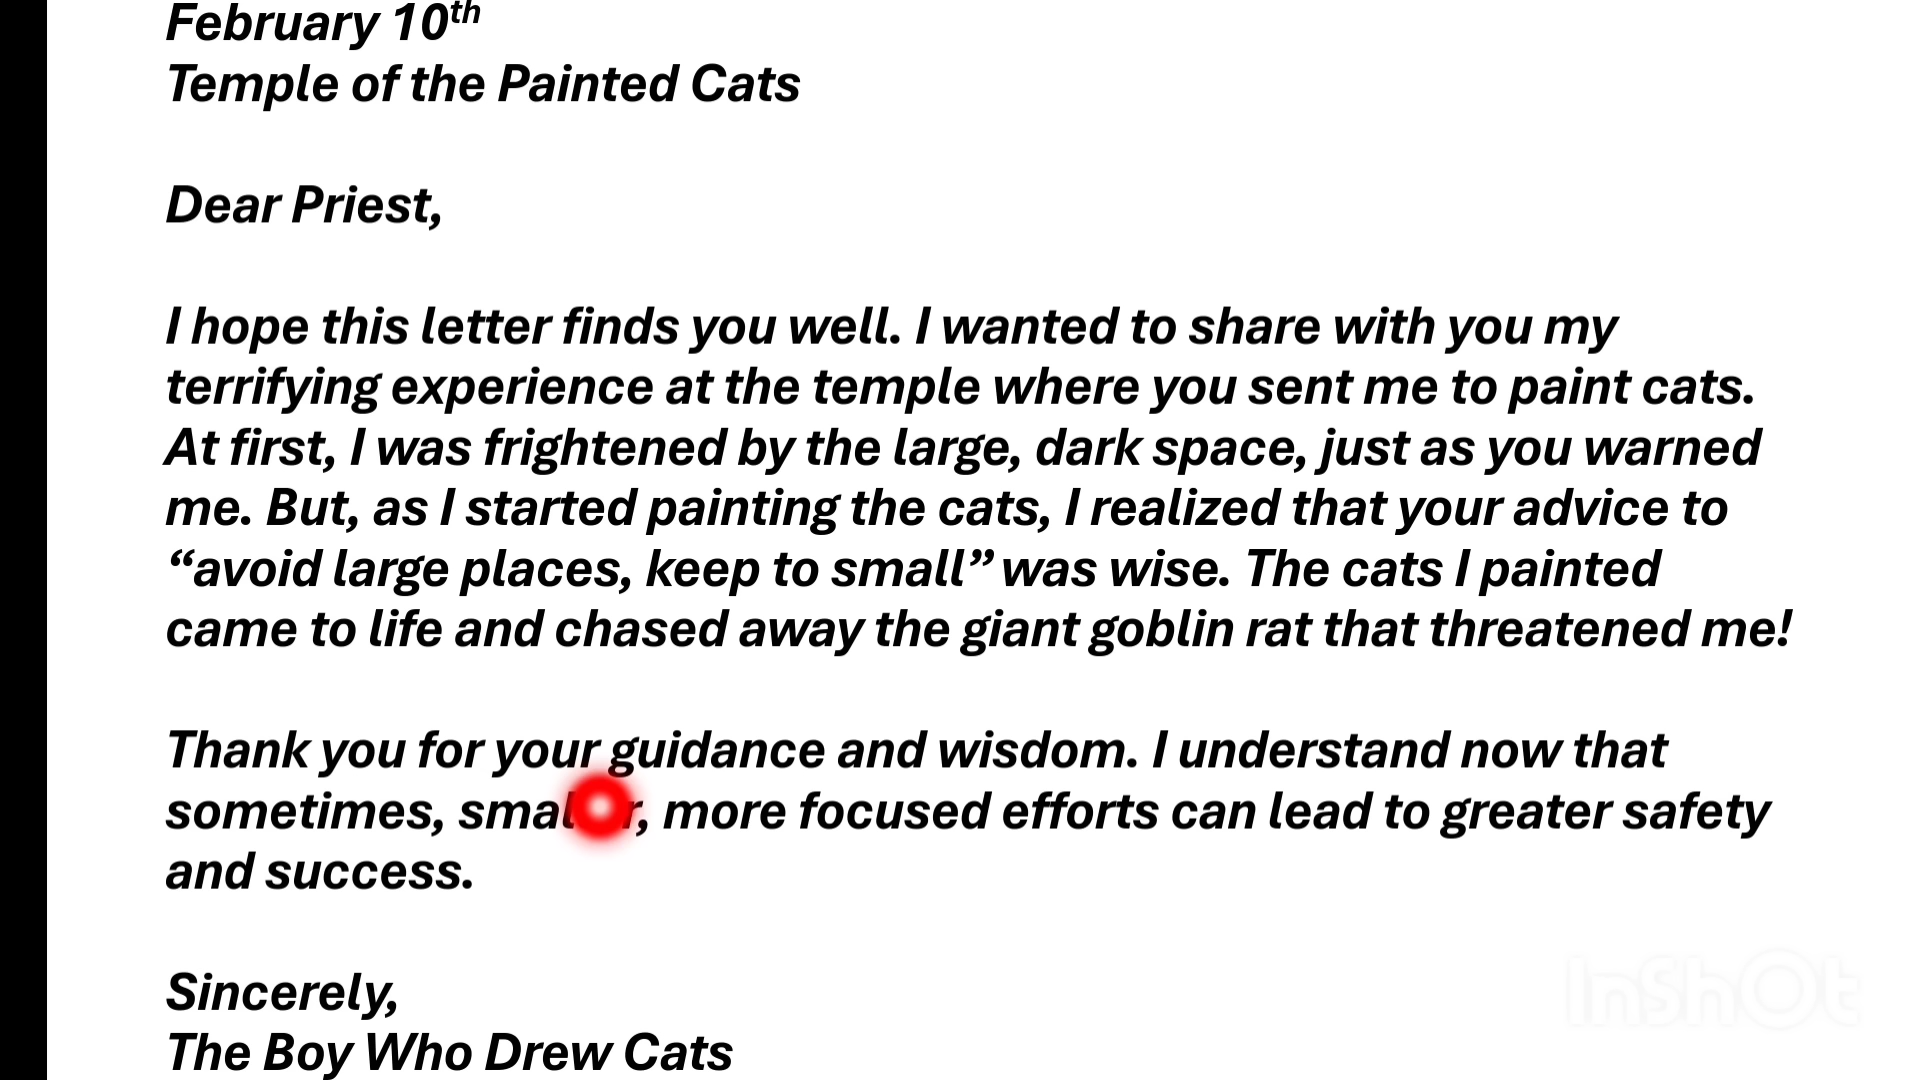 February 10th
Temple of the Painted Cats
Dear Priest,
I hope this letter finds you well. I wanted to share with you my
terrifying experience at the temple where you sent me to paint cats.
At first, I was frightened by the large, dark space, just as you warned
me. But, as I started painting the cats, I realized that your advice to
“avoid large places, keep to small” was wise. The cats I painted
came to life and chased away the giant goblin rat that threatened me!
Thank you for your guidance and wisdom. I understand now that
sometimes, smaller, more focused efforts can lead to greater safety
and success.
Sincerely,
The Boy Who Drew Cats
InShOt